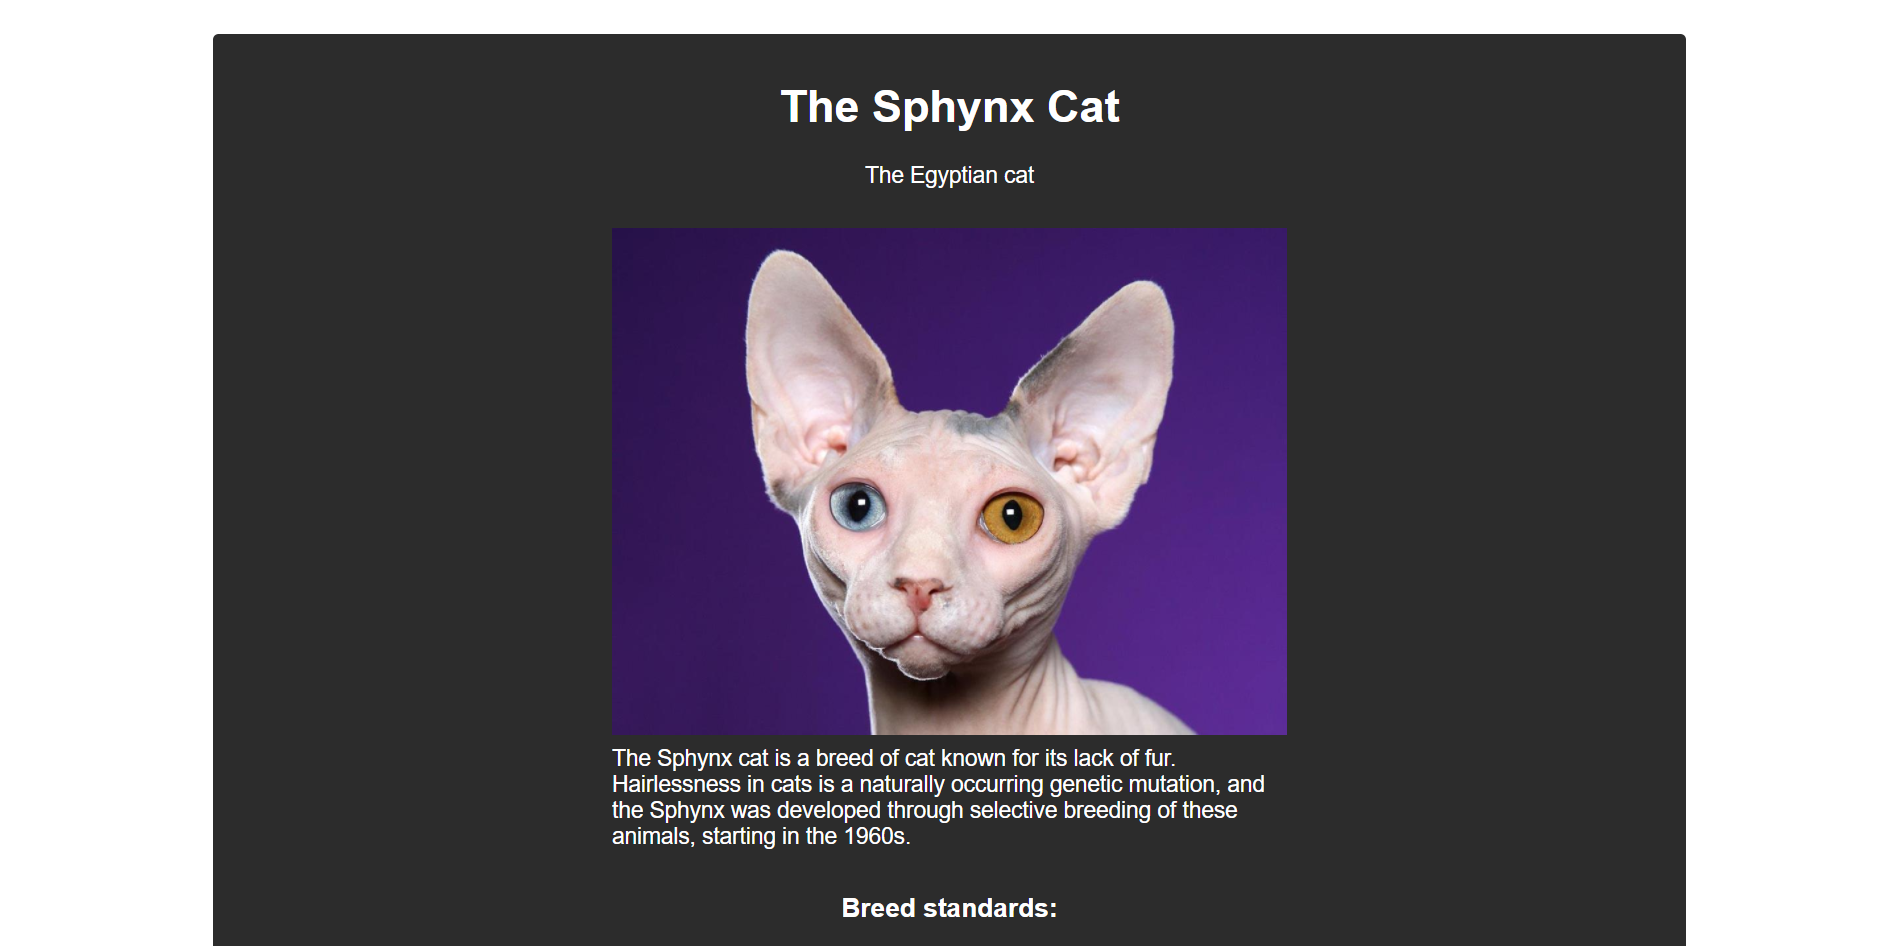 The Sphynx Cat
The Egyptian cat
The Sphynx cat is a breed of cat known for its lack of fur.
Hairlessness in cats is a naturally occurring genetic mutation, and
the Sphynx was developed through selective breeding of these
animals, starting in the 1960s.
Breed standards: